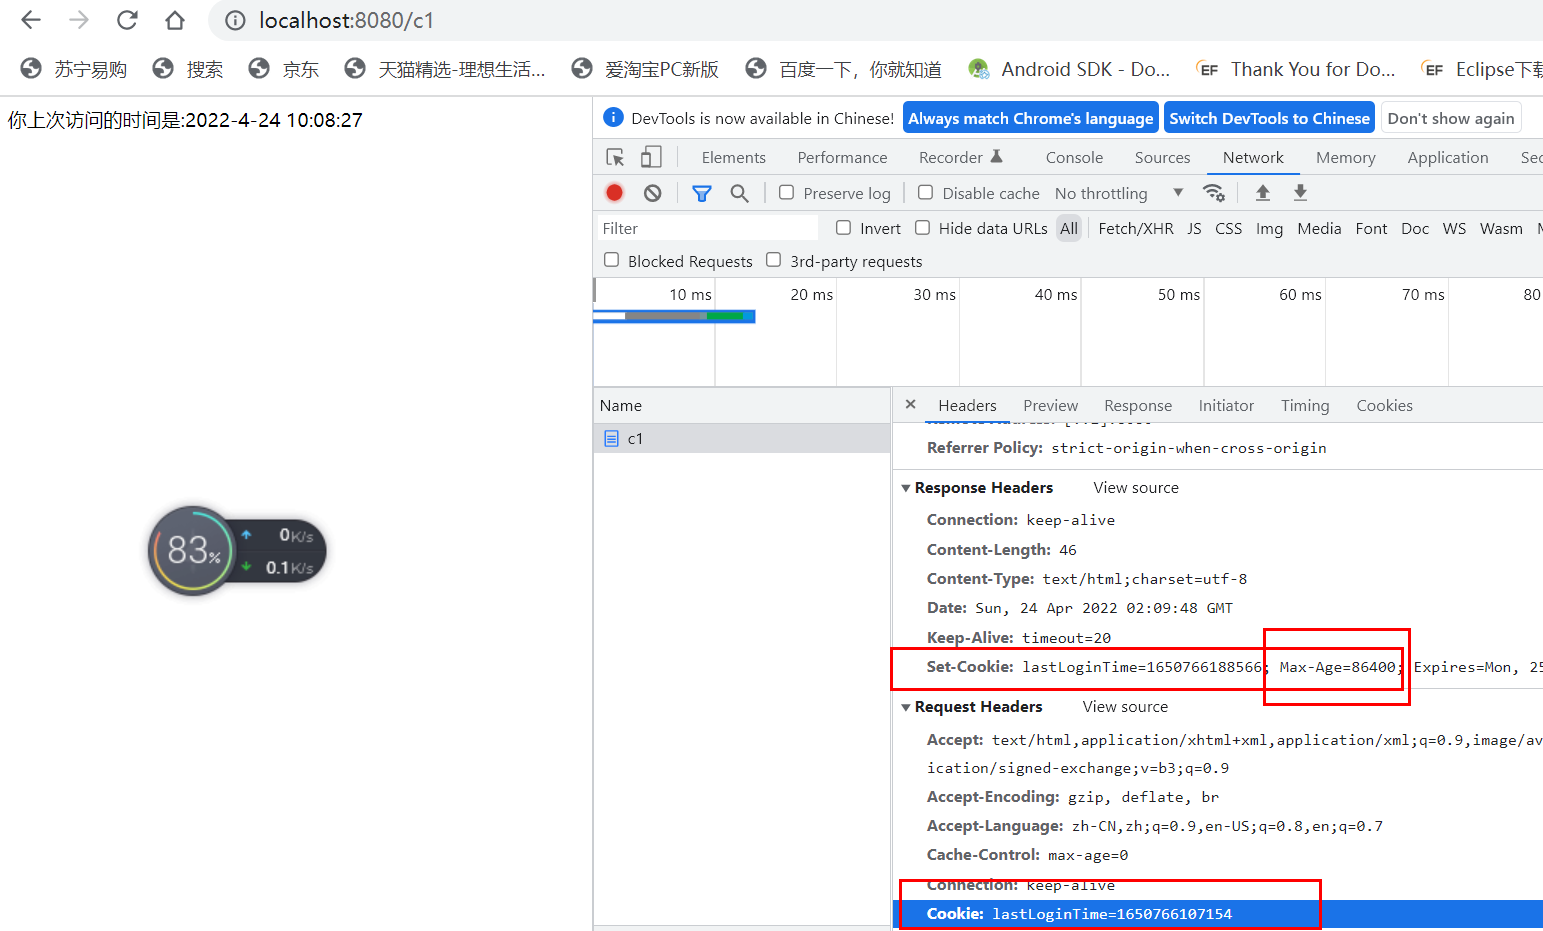 localhost:8080/c1
苏宁易购 搜索 京东 天猫精选-理想生活... 爱淘宝PC新版 百度一下，你就知道 Android SDK - Do... EF Thank You for Do... EF Eclipse下载
你上次访问的时间是:2022-4-24 10:08:27
83% 0K/s
0.1K/s
DevTools is now available in Chinese! Always match Chrome's language Switch DevTools to Chinese Don't show again
Elements Performance Recorder Console Sources Network Memory Application Sec
Preserve log Disable cache No throttling
Filter Invert Hide data URLs All Fetch/XHR JS CSS Img Media Font Doc WS Wasm
Blocked Requests 3rd-party requests
10 ms 20 ms 30 ms 40 ms 50 ms 60 ms 70 ms 80
Name
c1
Headers Preview Response Initiator Timing Cookies
Referrer Policy: strict-origin-when-cross-origin
Response Headers View source
Connection: keep-alive
Content-Length: 46
Content-Type: text/html;charset=utf-8
Date: Sun, 24 Apr 2022 02:09:48 GMT
Keep-Alive: timeout=20
Set-Cookie: lastLoginTime=1650766188566; Max-Age=86400; Expires=Mon, 25
Request Headers View source
Accept: text/html,application/xhtml+xml,application/xml;q=0.9,image/av
ication/signed-exchange;v=b3;q=0.9
Accept-Encoding: gzip, deflate, br
Accept-Language: zh-CN,zh;q=0.9,en-US;q=0.8,en;q=0.7
Cache-Control: max-age=0
Connection: keep-alive
Cookie: lastLoginTime=1650766107154